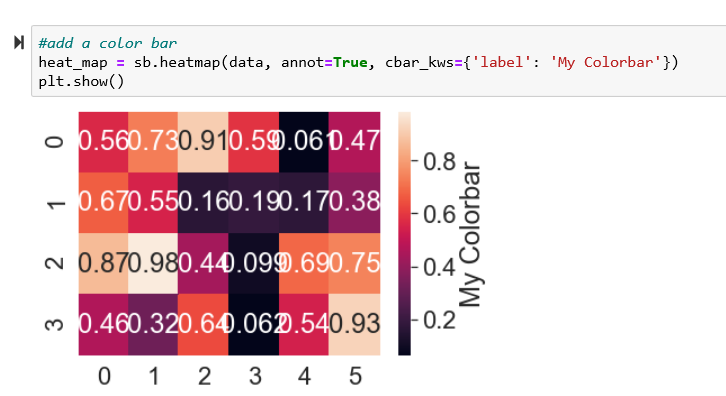 #add a color bar
heat_map = sb.heatmap(data, annot=True, cbar_kws={'label': 'My Colorbar'})
plt.show()
0 0.56 0.73 0.91 0.59 0.061 0.47
1 0.67 0.55 0.16 0.19 0.17 0.38
2 0.87 0.98 0.44 0.099 0.69 0.75
3 0.46 0.32 0.64 0.062 0.54 0.93
0 1 2 3 4 5
0.8
0.6
0.4
0.2
My Colorbar